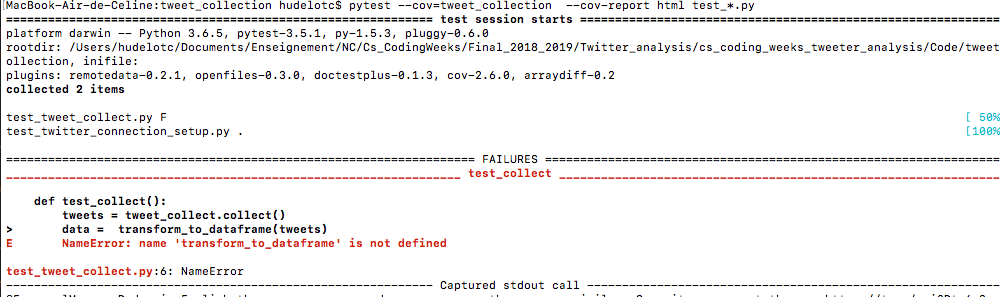 MacBook-Air-de-Celine:tweet_collection hudelotc$ pytest --cov=tweet_collection  --cov-report html test_*.py
============================================================= test session starts =============================================================
platform darwin -- Python 3.6.5, pytest-3.5.1, py-1.5.3, pluggy-0.6.0
rootdir: /Users/hudelotc/Documents/Enseignement/NC/Cs_CodingWeeks/Final_2018_2019/Twitter_analysis/cs_coding_weeks_tweeter_analysis/Code/tweet
ollection, inifile:
plugins: remotedata-0.2.1, openfiles-0.3.0, doctestplus-0.1.3, cov-2.6.0, arraydiff-0.2
collected 2 items
test_tweet_collect.py F [ 50%
test_twitter_connection_setup.py . [100%
=================================================================== FAILURES ==================================================================
_________________________________________________________________ test_collect ________________________________________________________________
    def test_collect():
        tweets = tweet_collect.collect()
>       data =  transform_to_dataframe(tweets)
E       NameError: name 'transform_to_dataframe' is not defined
test_tweet_collect.py:6: NameError
------------------------------------------------------------- Captured stdout call ------------------------------------------------------------